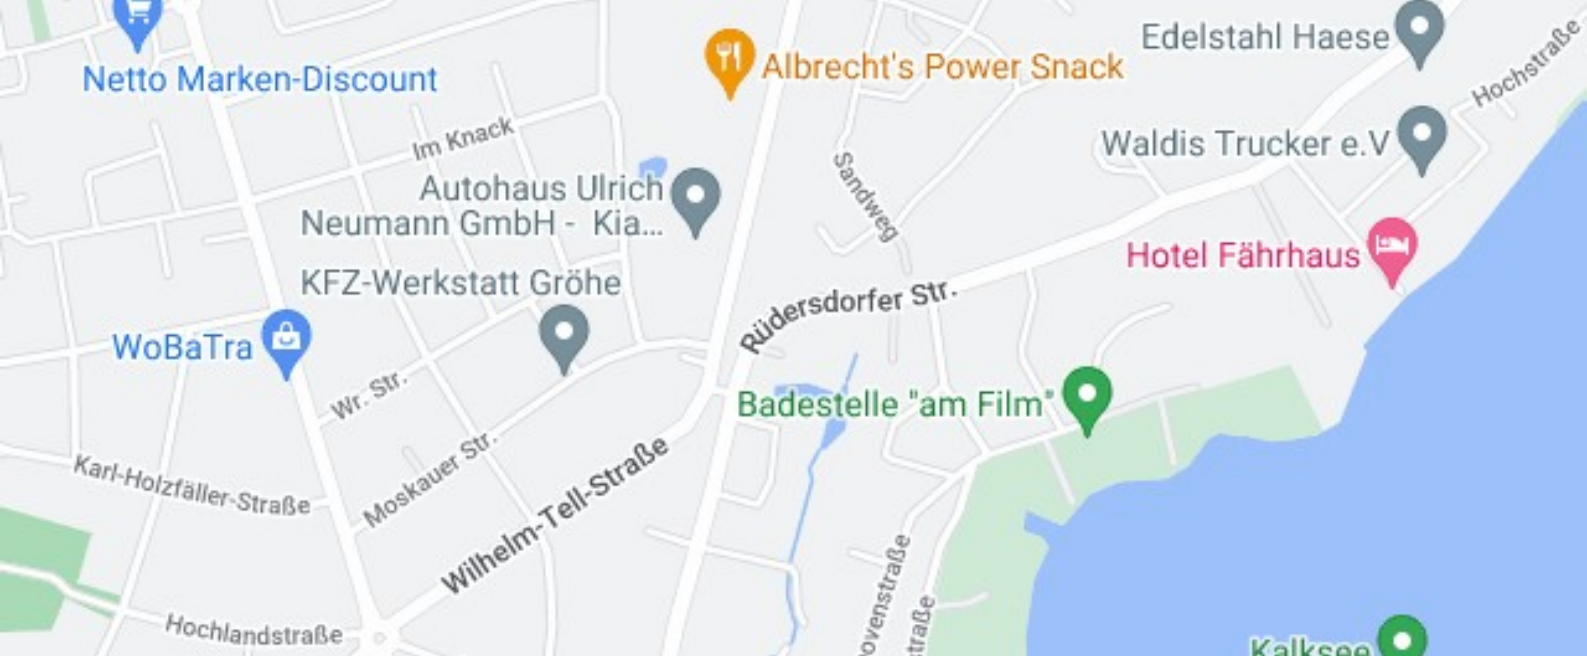 Edelstahl Haese
Albrecht's Power Snack
Netto Marken-Discount
Hochstraße
Im Knack
Waldis Trucker e.V
Sandweg
Autohaus Ulrich
Neumann GmbH - Kia...
Hotel Fährhaus
KFZ-Werkstatt Gröhe
Rüdersdorfer Str.
WoBaTra
Wr. Str.
Badestelle "am Film"
Moskauer Str.
Karl-Holzfäller-Straße
Wilhelm-Tell-Straße
ovenstraße
straße
Hochlandstraße
Kalksee